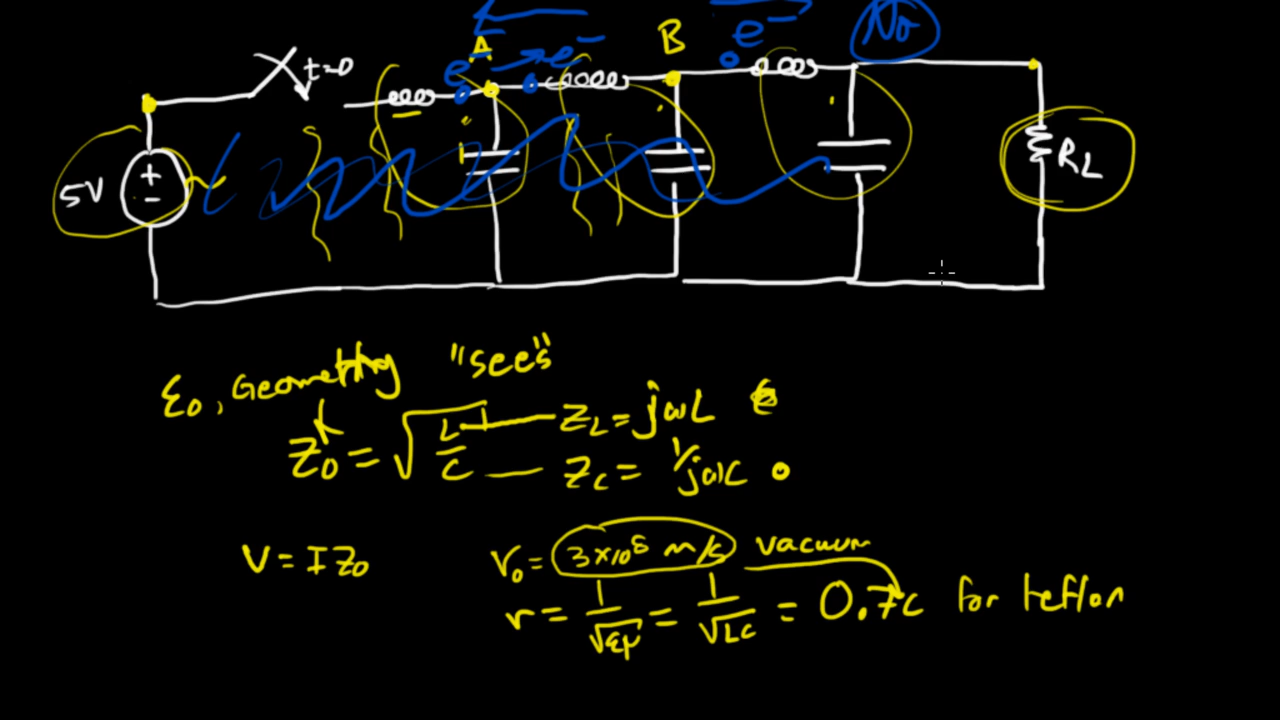 No
A
B
e⁻
e⁻
e⁻
t=0
5V
+
-
RL
ε0, Geometry "sees"
Z0 = √(L/C)
ZL = jωL
Zc = 1/jωC
V = IZ0
v0 = 3×10⁸ m/s vacuum
v = 1/√εμ = 1/√LC = 0.7c for teflon